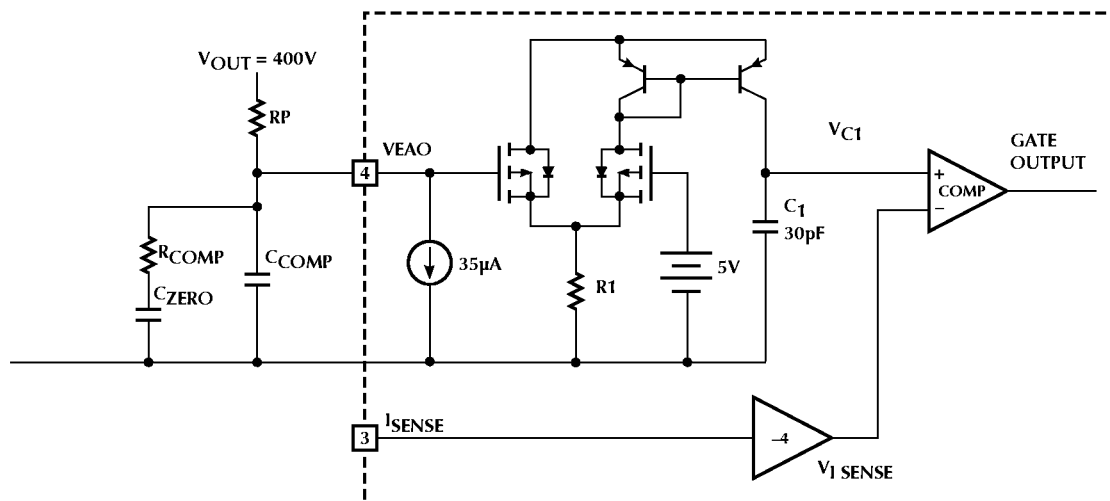 VOUT = 400V
RP
VEAO
4
RCOMP
CCOMP
CZERO
35µA
R1
5V
VC1
C1
30pF
+
COMP
–
GATE
OUTPUT
3
ISENSE
–4
VI SENSE